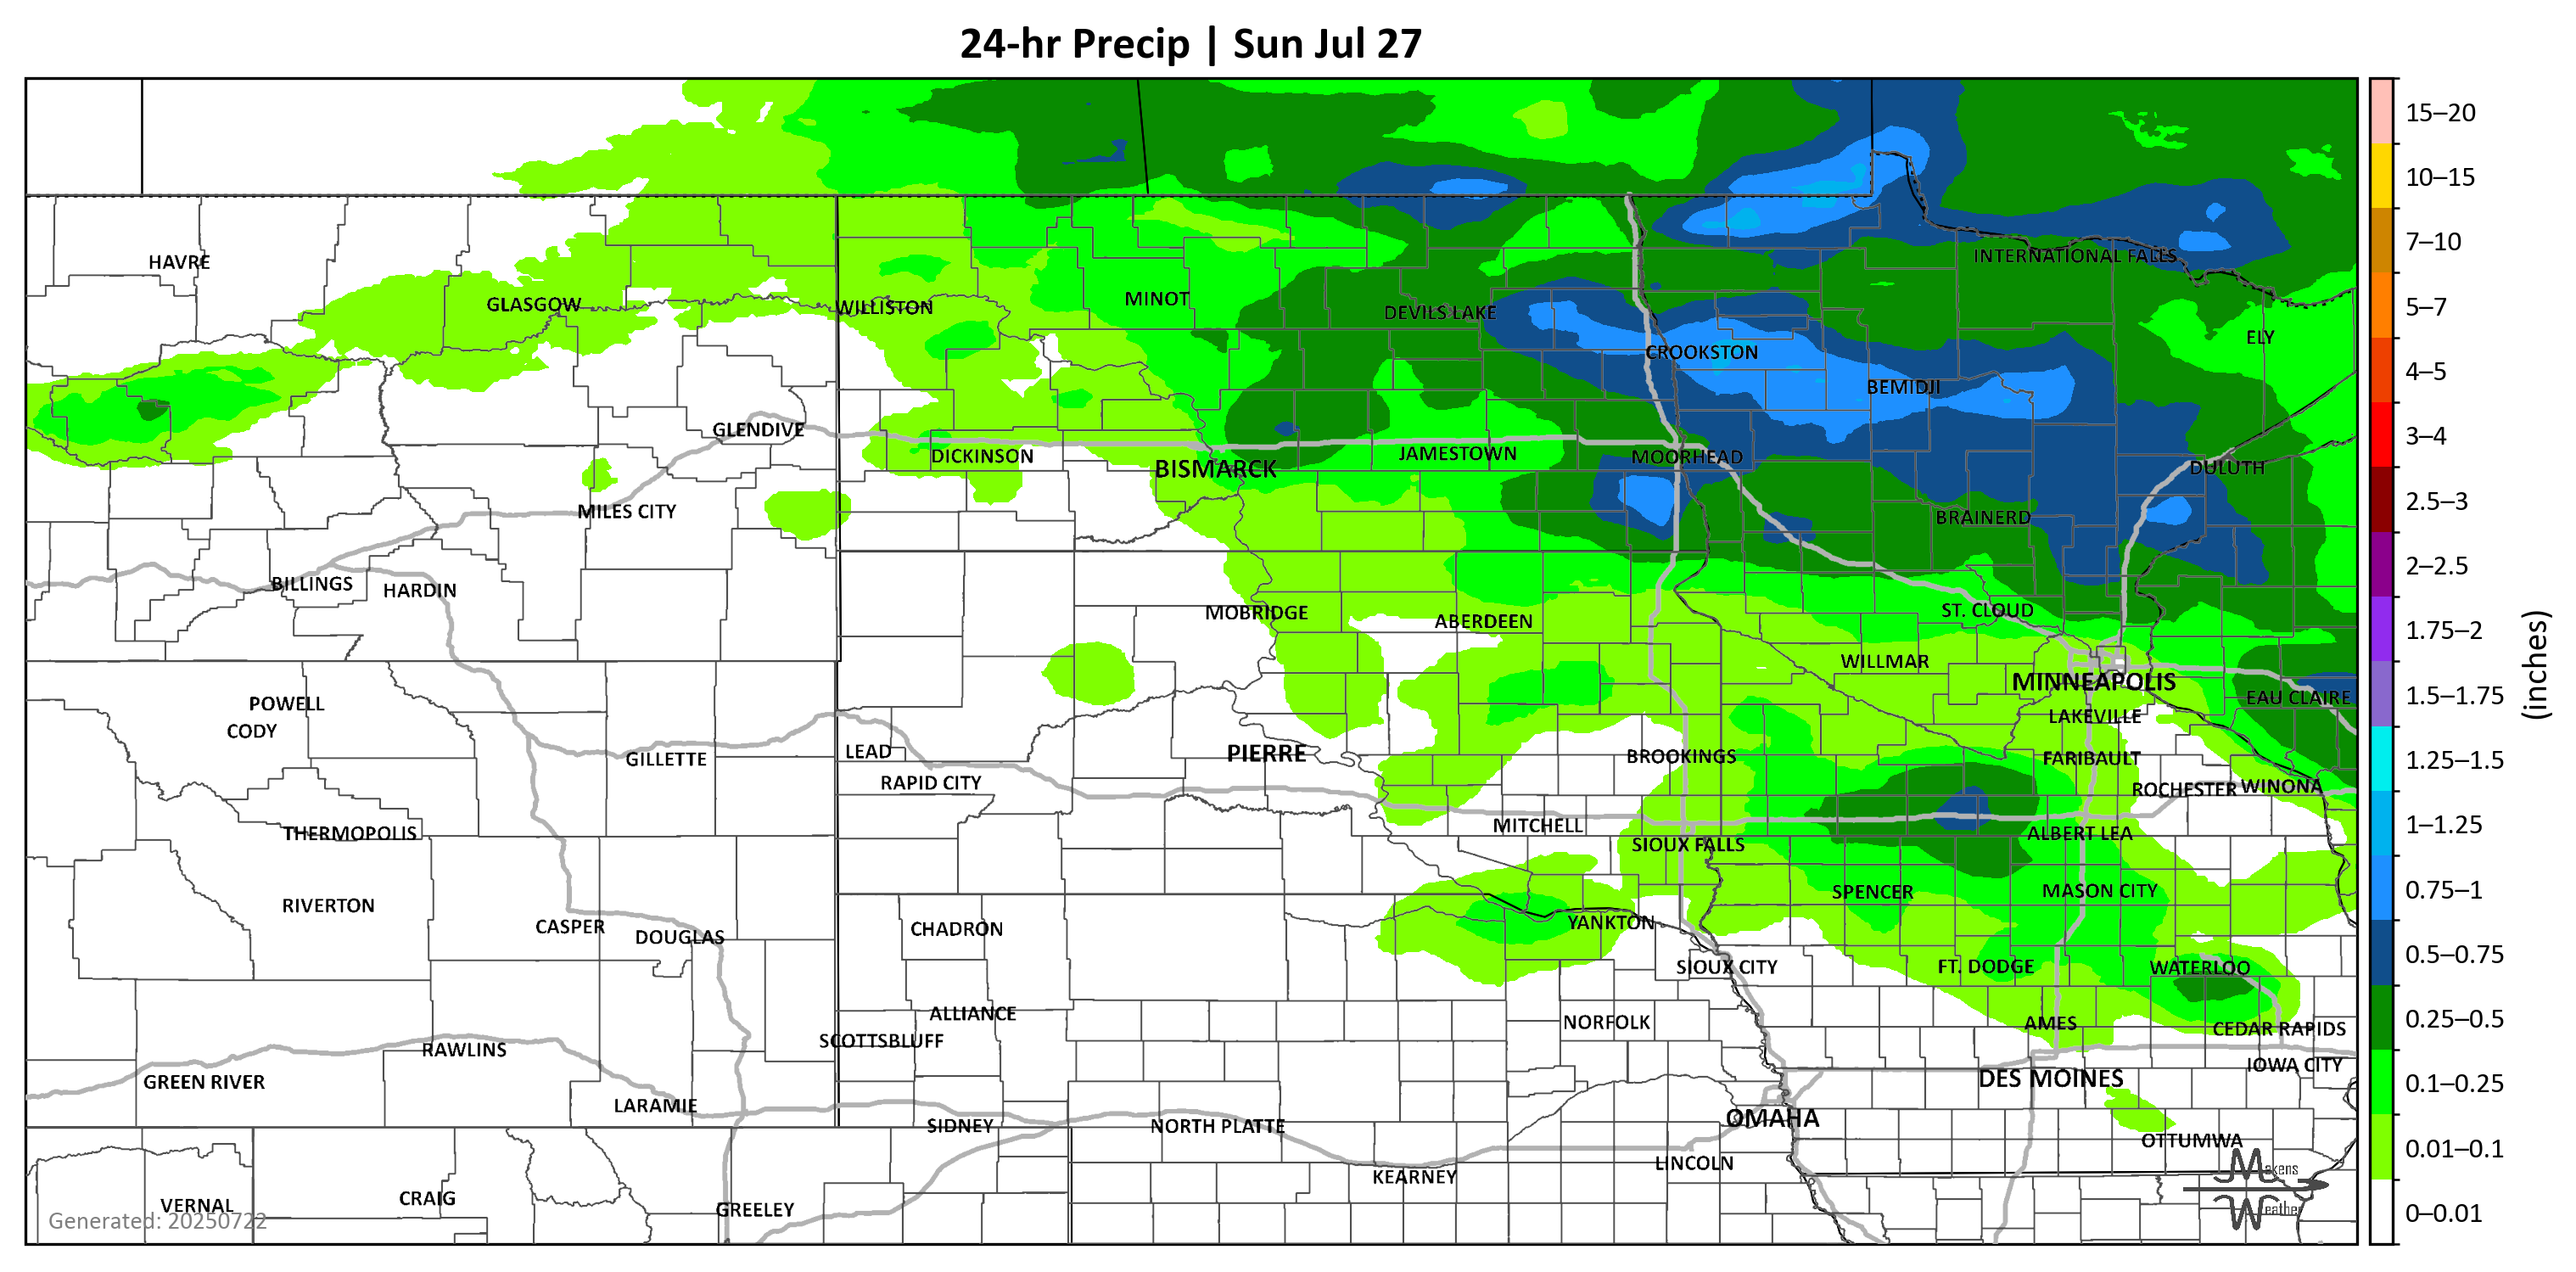 24-hr Precip | Sun Jul 27
15–20
10–15
HAVRE
7–10
INTERNATIONAL FALLS
GLASGOW
WILLISTON
MINOT
DEVILS LAKE
5–7
ELY
CROOKSTON
4–5
BEMIDJI
GLENDIVE
3–4
DICKINSON
BISMARCK
JAMESTOWN
MOORHEAD
DULUTH
MILES CITY
BRAINERD
2.5–3
2–2.5
BILLINGS
HARDIN
MOBRIDGE
ABERDEEN
ST. CLOUD
1.75–2
WILLMAR
(inches)
MINNEAPOLIS
POWELL
EAU CLAIRE
1.5–1.75
CODY
LAKEVILLE
GILLETTE
LEAD
PIERRE
BROOKINGS
FARIBAULT
1.25–1.5
RAPID CITY
ROCHESTER
WINONA
THERMOPOLIS
MITCHELL
ALBERT LEA
1–1.25
SIOUX FALLS
RIVERTON
SPENCER
MASON CITY
0.75–1
CASPER
DOUGLAS
CHADRON
YANKTON
SIOUX CITY
FT. DODGE
WATERLOO
0.5–0.75
ALLIANCE
NORFOLK
AMES
CEDAR RAPIDS
0.25–0.5
SCOTTSBLUFF
RAWLINS
IOWA CITY
GREEN RIVER
DES MOINES
0.1–0.25
LARAMIE
SIDNEY
NORTH PLATTE
OMAHA
OTTUMWA
0.01–0.1
KEARNEY
LINCOLN
Makens
VERNAL
CRAIG
GREELEY
Weather
0–0.01
Generated: 20250722